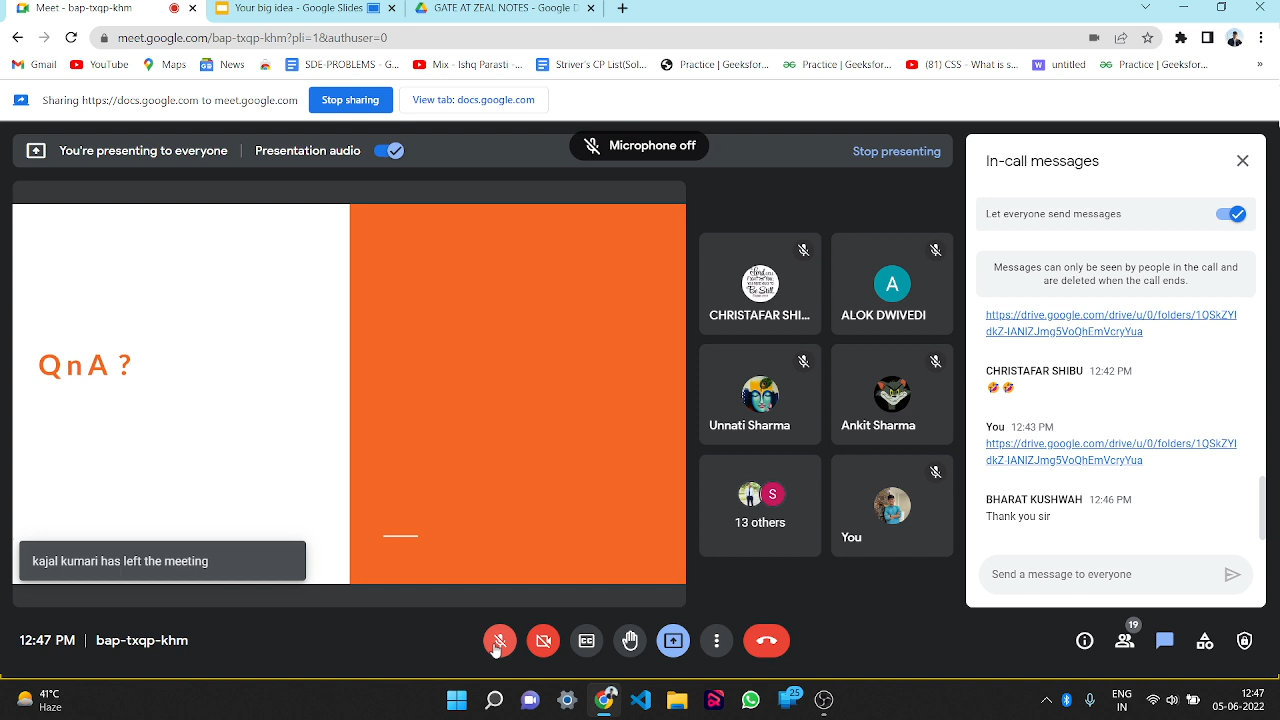 Meet - bap-txqp-khm
Your big idea - Google Slides
GATE AT ZEAL NOTES - Google D
meet.google.com/bap-txqp-khm?pli=1&authuser=0
Gmail
YouTube
Maps
News
SDE-PROBLEMS - G...
Mix - Ishq Parasti -...
Striver's CP List(Sol...
Practice | Geeksfor...
Practice | Geeksfor...
(81) CSS - What is s...
untitled
Practice | Geeksfor...
»
Sharing https://docs.google.com to meet.google.com
Stop sharing
View tab: docs.google.com
You're presenting to everyone
Presentation audio
Microphone off
Stop presenting
QnA ?
kajal kumari has left the meeting
CHRISTAFAR SHI...
A
ALOK DWIVEDI
Unnati Sharma
Ankit Sharma
S
13 others
You
In-call messages
Let everyone send messages
Messages can only be seen by people in the call and
are deleted when the call ends.
https://drive.google.com/drive/u/0/folders/1QSkZYI
dkZ-IANlZJmg5VoQhEmVcryYua
CHRISTAFAR SHIBU 12:42 PM
🤣 🤣
You 12:43 PM
https://drive.google.com/drive/u/0/folders/1QSkZYI
dkZ-IANlZJmg5VoQhEmVcryYua
BHARAT KUSHWAH 12:46 PM
Thank you sir
Send a message to everyone
12:47 PM | bap-txqp-khm
CC
19
41°C
Haze
25
ENG
IN
12:47
05-06-2022